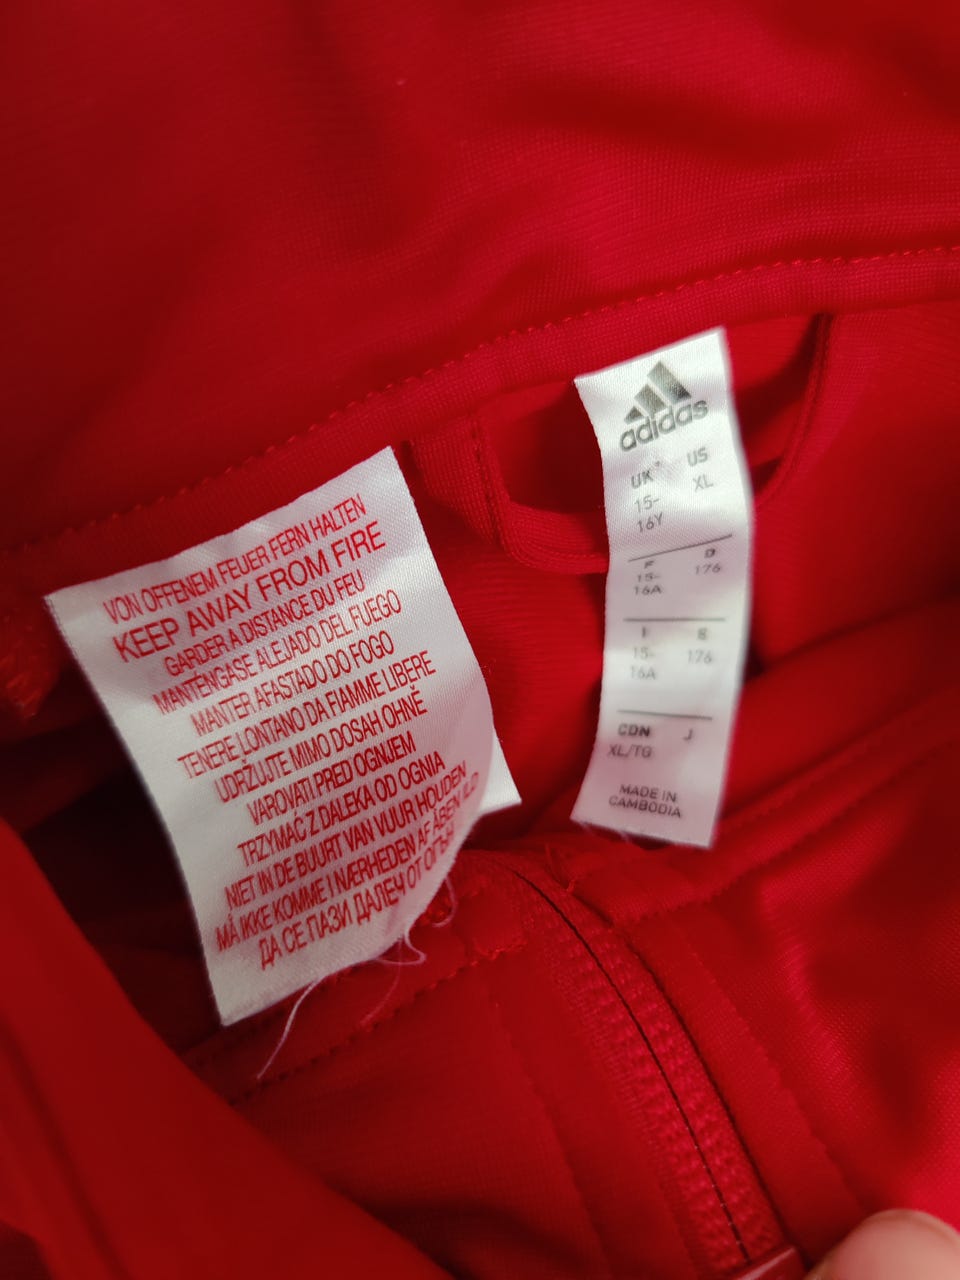 VON OFFENEM FEUER FERN HALTEN
KEEP AWAY FROM FIRE
GARDER A DISTANCE DU FEU
MANTENGASE ALEJADO DEL FUEGO
MANTER AFASTADO DO FOGO
TENERE LONTANO DA FIAMME LIBERE
UDRŽUJTE MIMO DOSAH OHNĚ
VAROVATI PRED OGNJEM
TRZYMAĆ Z DALEKA OD OGNIA
NIET IN DE BUURT VAN VUUR HOUDEN
MÁ IKKE KOMME I NÆRHEDEN AF ÅBEN ILD
ДА СЕ ПАЗИ ДАЛЕЧ ОТ ОГЪН
adidas
UK* US
15- XL
16Y
F D
15- 176
16A
I E
15- 176
16A
CDN J
XL/TG
MADE IN
CAMBODIA